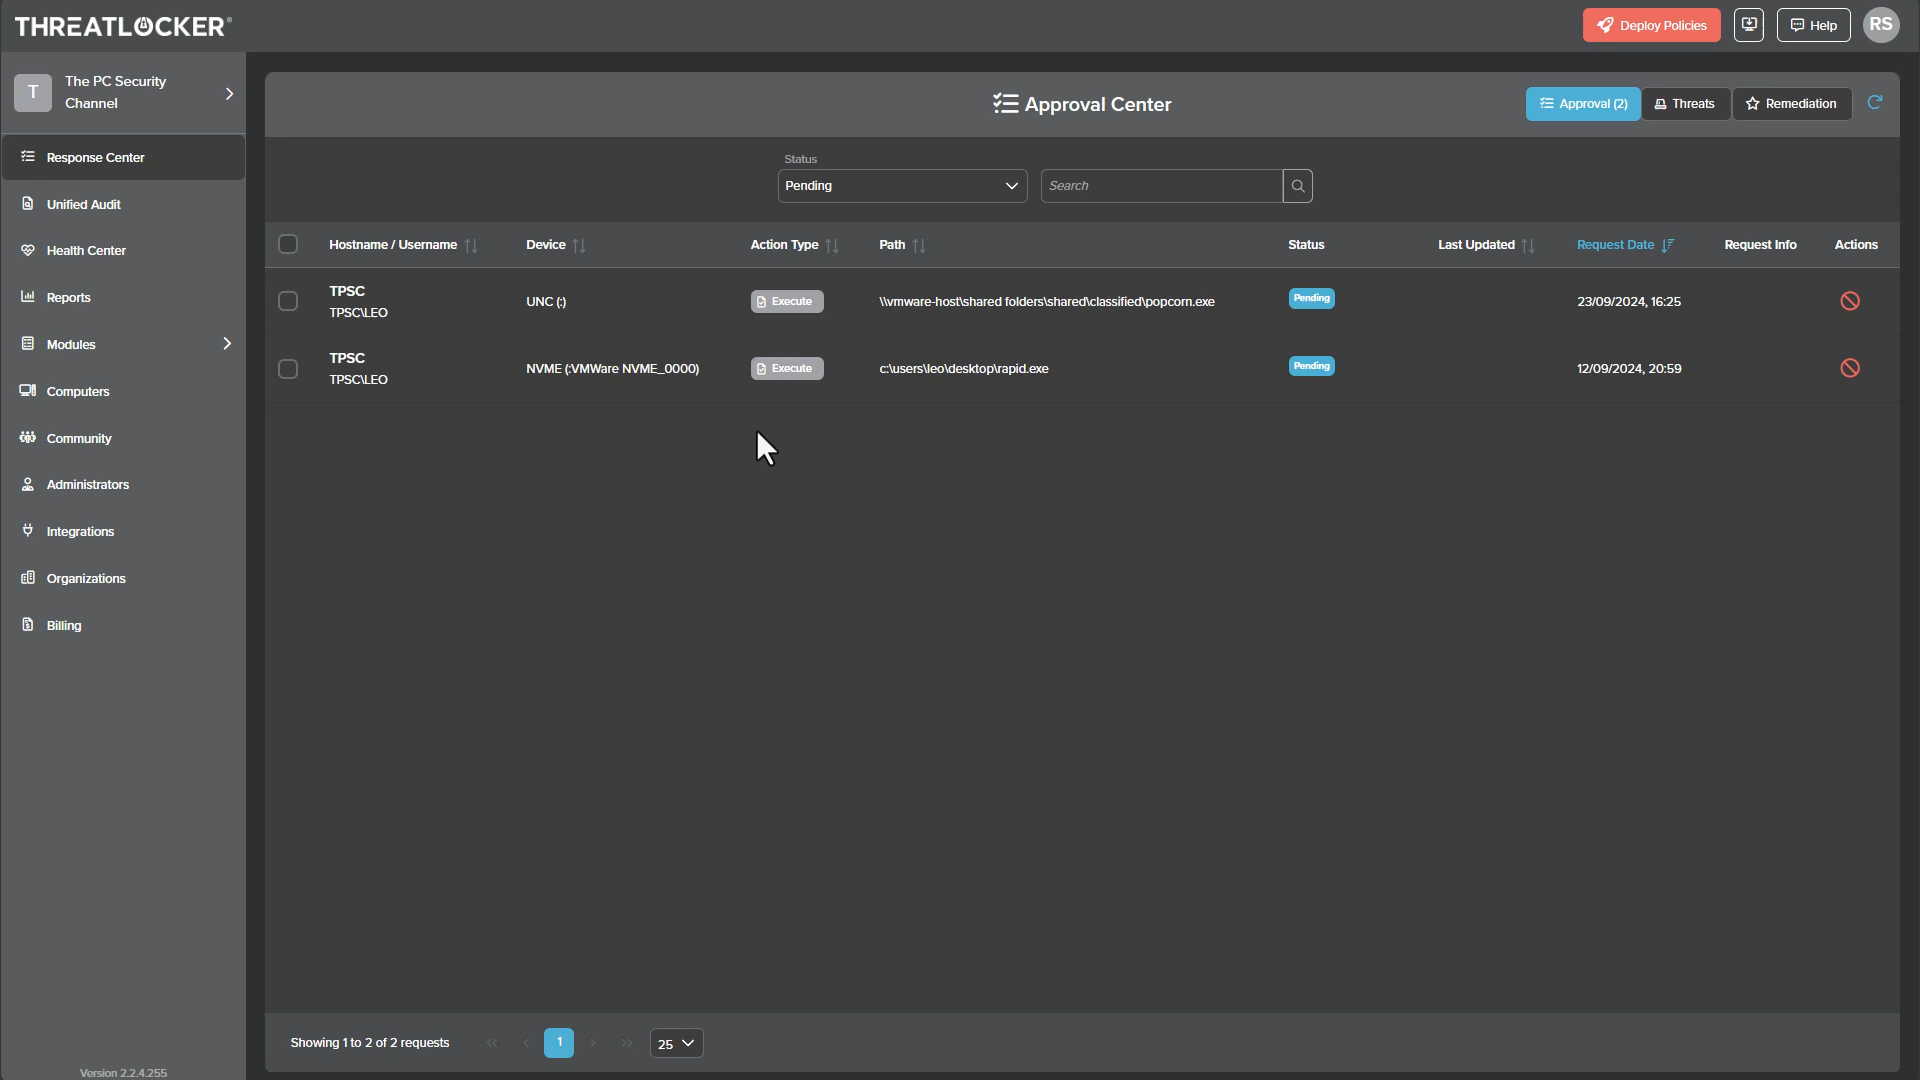 THREATLOCKER®
Deploy Policies
Help
RS
T
The PC Security
Channel
Approval Center
Approval (2)
Threats
Remediation
Response Center
Unified Audit
Health Center
Reports
Modules
Computers
Community
Administrators
Integrations
Organizations
Billing
Version 2.2.4.255
Status
Pending
Search
Hostname / Username
Device
Action Type
Path
Status
Last Updated
Request Date
Request Info
Actions
TPSC
TPSC\LEO
UNC (:)
Execute
\\vmware-host\shared folders\shared\classified\popcorn.exe
Pending
23/09/2024, 16:25
TPSC
TPSC\LEO
NVME (:VMWare NVME_0000)
Execute
c:\users\leo\desktop\rapid.exe
Pending
12/09/2024, 20:59
Showing 1 to 2 of 2 requests
1
25